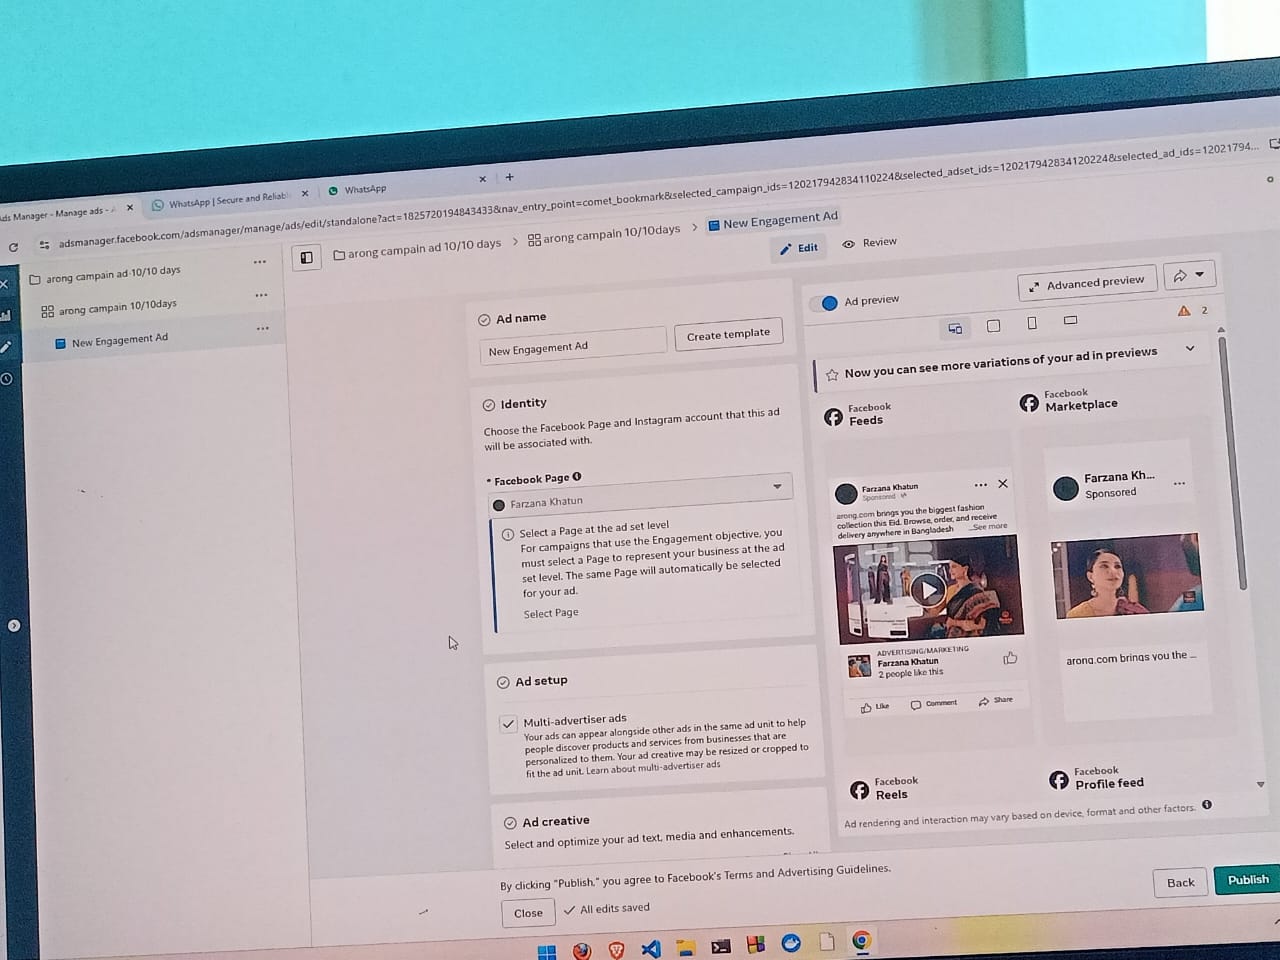 Ads Manager - Manage ads -
WhatsApp | Secure and Reliabl
WhatsApp
adsmanager.facebook.com/adsmanager/manage/ads/edit/standalone?act=1825720194843433&nav_entry_point=comet_bookmark&selected_campaign_ids=120217942834110224&selected_adset_ids=120217942834120224&selected_ad_ids=12021794...
arong campain ad 10/10 days
arong campain 10/10days
New Engagement Ad
arong campain ad 10/10 days > arong campain 10/10days > New Engagement Ad
Edit
Review
Ad name
New Engagement Ad
Create template
Identity
Choose the Facebook Page and Instagram account that this ad
will be associated with.
* Facebook Page
Farzana Khatun
Select a Page at the ad set level
For campaigns that use the Engagement objective, you
must select a Page to represent your business at the ad
set level. The same Page will automatically be selected
for your ad.
Select Page
Ad setup
Multi-advertiser ads
Your ads can appear alongside other ads in the same ad unit to help
people discover products and services from businesses that are
personalized to them. Your ad creative may be resized or cropped to
fit the ad unit. Learn about multi-advertiser ads
Ad creative
Select and optimize your ad text, media and enhancements.
Ad preview
Advanced preview
2
Now you can see more variations of your ad in previews
Facebook
Feeds
Farzana Khatun
Sponsored
arong.com brings you the biggest fashion
collection this Eid. Browse, order, and receive
delivery anywhere in Bangladesh ...See more
ADVERTISING/MARKETING
Farzana Khatun
2 people like this
Like
Comment
Share
Facebook
Marketplace
Farzana Kh...
Sponsored
arong.com brings you the ...
Facebook
Reels
Facebook
Profile feed
Ad rendering and interaction may vary based on device, format and other factors.
By clicking "Publish," you agree to Facebook's Terms and Advertising Guidelines.
Close
All edits saved
Back
Publish